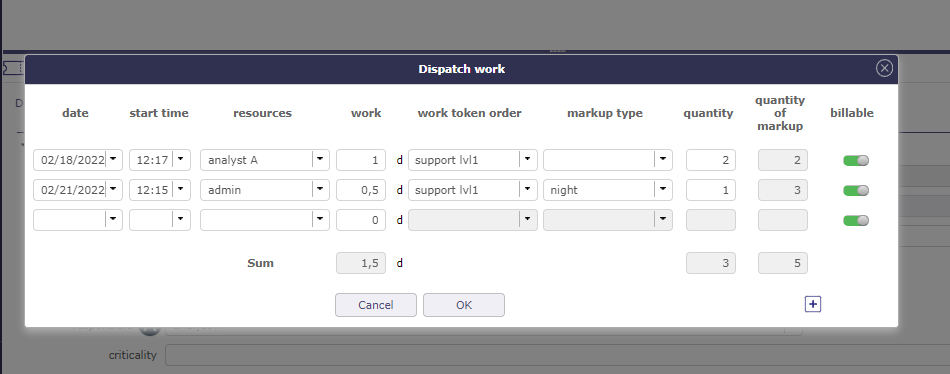 Dispatch work
date start time resources work work token order markup type quantity quantity of markup billable
02/18/2022 12:17 analyst A 1 d support lvl1 2 2
02/21/2022 12:15 admin 0,5 d support lvl1 night 1 3
0 d
Sum 1,5 d 3 5
Cancel OK
criticality